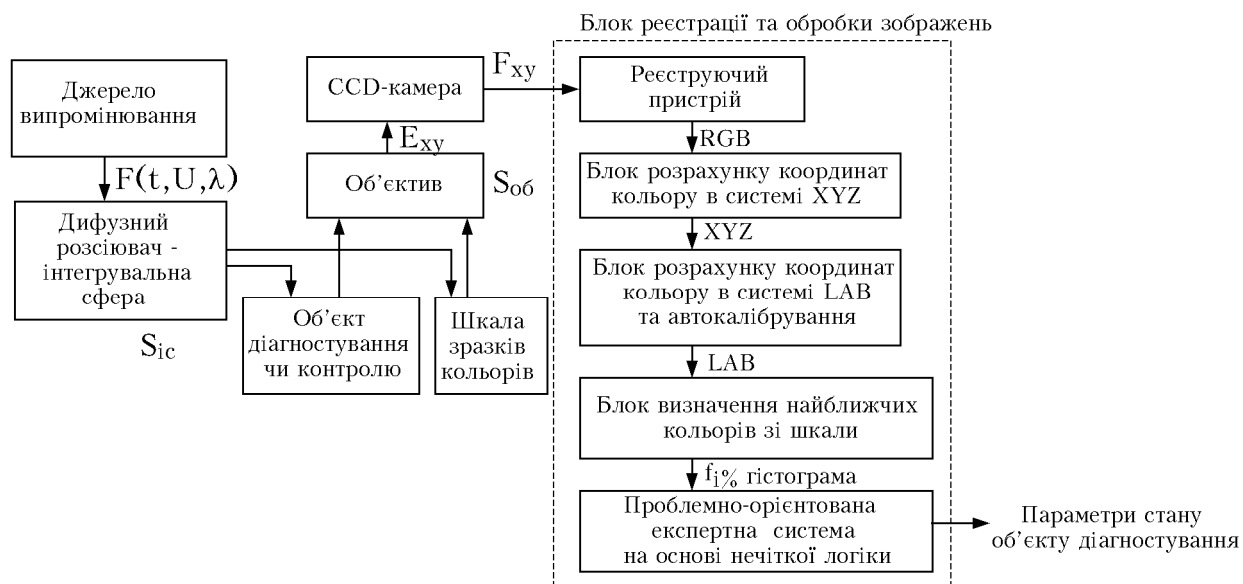 Блок реєстрації та обробки зображень
Джерело
випромінювання
F(t,U,λ)
Дифузний
розсіювач -
інтегрувальна
сфера
Sіс
CCD-камера
Fxy
Exy
Об’єктив
Sоб
Об’єкт
діагностування
чи контролю
Шкала
зразків
кольорів
Реєструючий
пристрій
RGB
Блок розрахунку координат
кольору в системі XYZ
XYZ
Блок розрахунку координат
кольору в системі LAB
та автокалібрування
LAB
Блок визначення найближчих
кольорів зі шкали
fi% гістограма
Проблемно-орієнтована
експертна система
на основі нечіткої логіки
Параметри стану
об’єкту діагностування